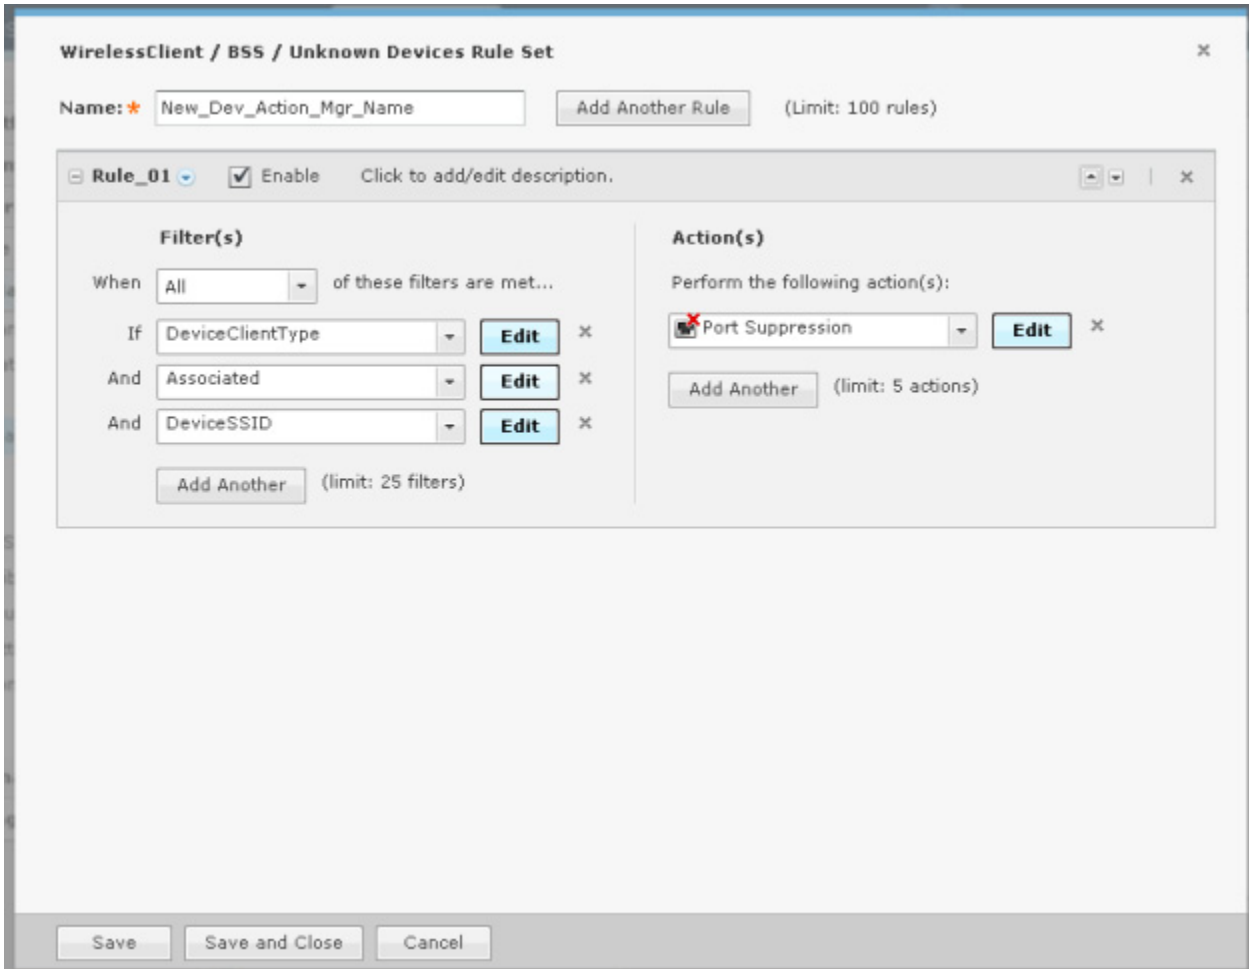 WirelessClient / BSS / Unknown Devices Rule Set
Name:* New_Dev_Action_Mgr_Name Add Another Rule (Limit: 100 rules)
Rule_01 Enable Click to add/edit description.
Filter(s)
When All of these filters are met...
If DeviceClientType Edit
And Associated Edit
And DeviceSSID Edit
Add Another (limit: 25 filters)
Action(s)
Perform the following action(s):
Port Suppression Edit
Add Another (limit: 5 actions)
Save Save and Close Cancel